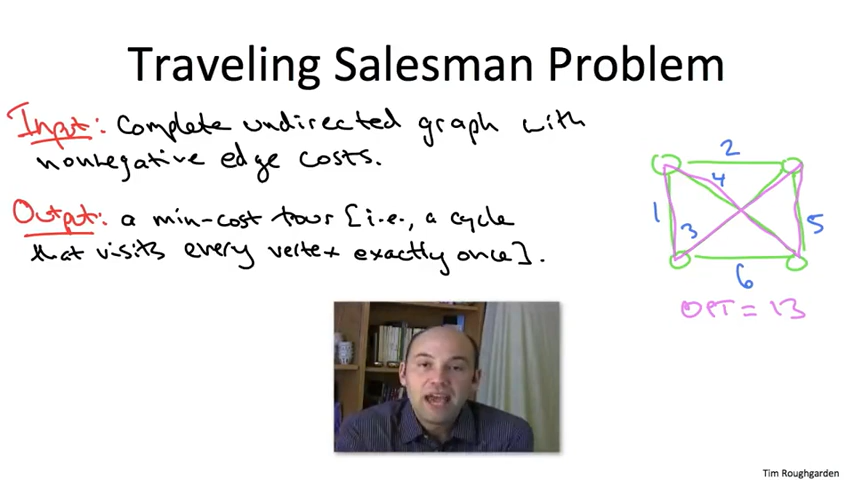 Traveling Salesman Problem
Input: complete undirected graph with
nonnegative edge costs.
Output: a min-cost tour [i.e., a cycle
that visits every vertex exactly once].
2
4
1
3
5
6
OPT = 13
Tim Roughgarden